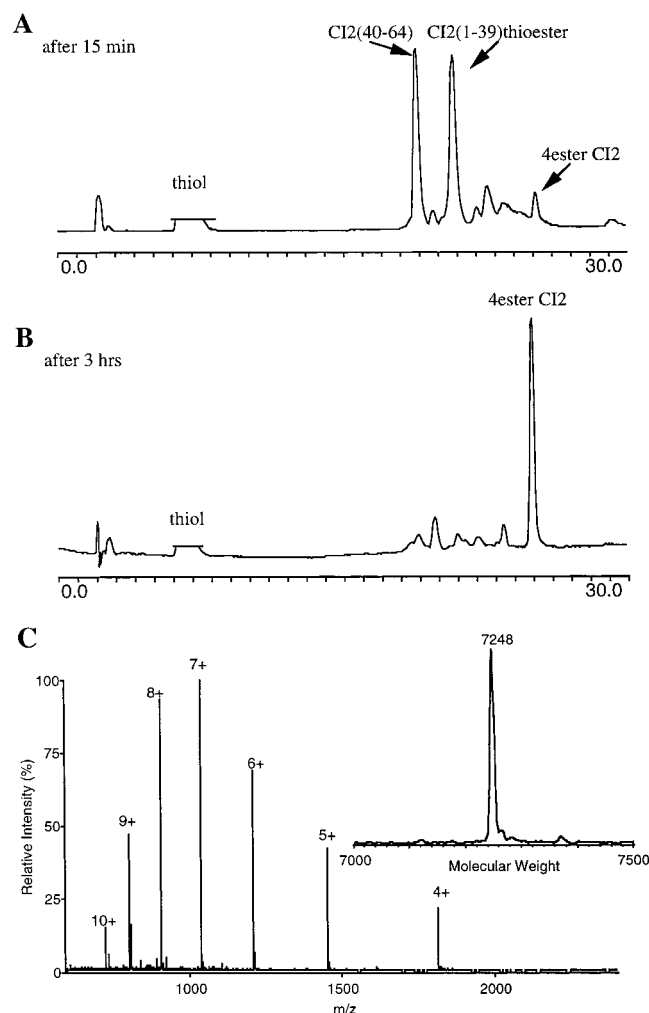 A
after 15 min
CI2(40-64)
CI2(1-39)thioester
thiol
4ester CI2
0.0
30.0
B
after 3 hrs
4ester CI2
thiol
0.0
30.0
C
Relative Intensity (%)
100
75
50
25
0
10+
9+
8+
7+
6+
5+
4+
1000
1500
2000
m/z
7248
7000
7500
Molecular Weight